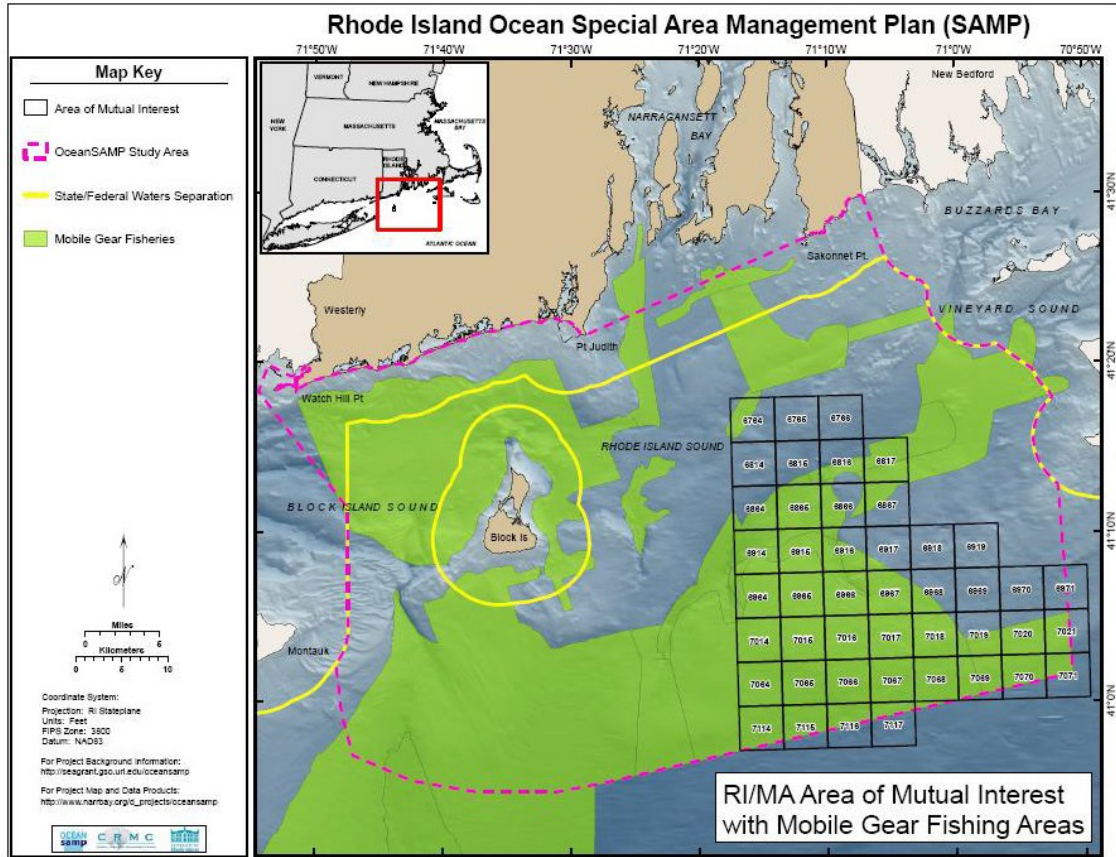 Rhode Island Ocean Special Area Management Plan (SAMP)
71°50'W
71°40'W
71°30'W
71°20'W
71°10'W
71°0'W
70°50'W
Map Key
Area of Mutual Interest
OceanSAMP Study Area
State/Federal Waters Separation
Mobile Gear Fisheries
N
Miles
0 5
Kilometers
0 5 10
Coordinate System:
Projection: RI Stateplane
Units: Feet
FIPS Zone: 3800
Datum: NAD83
For Project Background Information:
http://seagrant.gso.uri.edu/oceansamp
For Project Map and Data Products:
http://www.narrbay.org/d_projects/oceansamp
OCEAN
samp
C R M C
VERMONT
NEW HAMPSHIRE
NEW
YORK
MASSACHUSETTS
MASSACHUSETTS
BAY
CONNECTICUT
RHODE
ISLAND
ATLANTIC OCEAN
NARRAGANSETT
BAY
New Bedford
41°30'N
BUZZARDS BAY
Sakonnet Pt.
Westerly
VINEYARD SOUND
Pt Judith
41°20'N
Watch Hill Pt
RHODE ISLAND SOUND
BLOCK ISLAND SOUND
Block Is
41°10'N
Montauk
41°0'N
6764 6765 6766
6814 6815 6816 6817
6864 6865 6866 6867
6914 6915 6916 6917 6918 6919
6964 6965 6966 6967 6968 6969 6970 6971
7014 7015 7016 7017 7018 7019 7020 7021
7064 7065 7066 7067 7068 7069 7070 7071
7114 7115 7116 7117
RI/MA Area of Mutual Interest
with Mobile Gear Fishing Areas